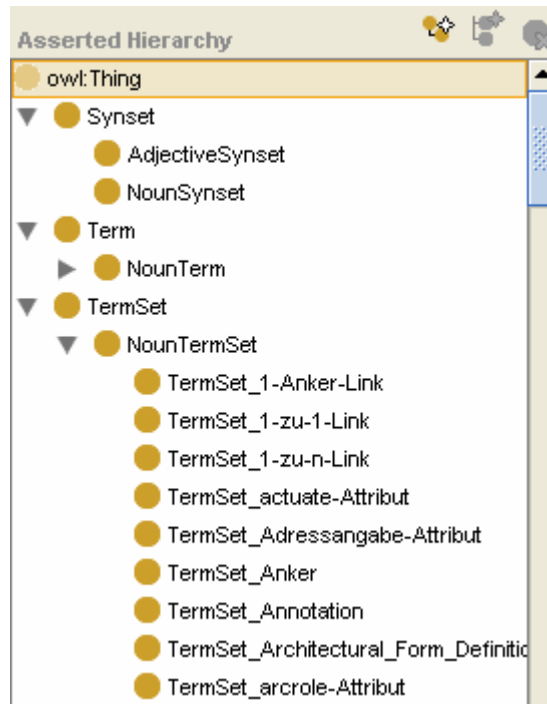 Asserted Hierarchy
owl:Thing
Synset
AdjectiveSynset
NounSynset
Term
NounTerm
TermSet
NounTermSet
TermSet_1-Anker-Link
TermSet_1-zu-1-Link
TermSet_1-zu-n-Link
TermSet_actuate-Attribut
TermSet_Adressangabe-Attribut
TermSet_Anker
TermSet_Annotation
TermSet_Architectural_Form_Definitic
TermSet_arcrole-Attribut